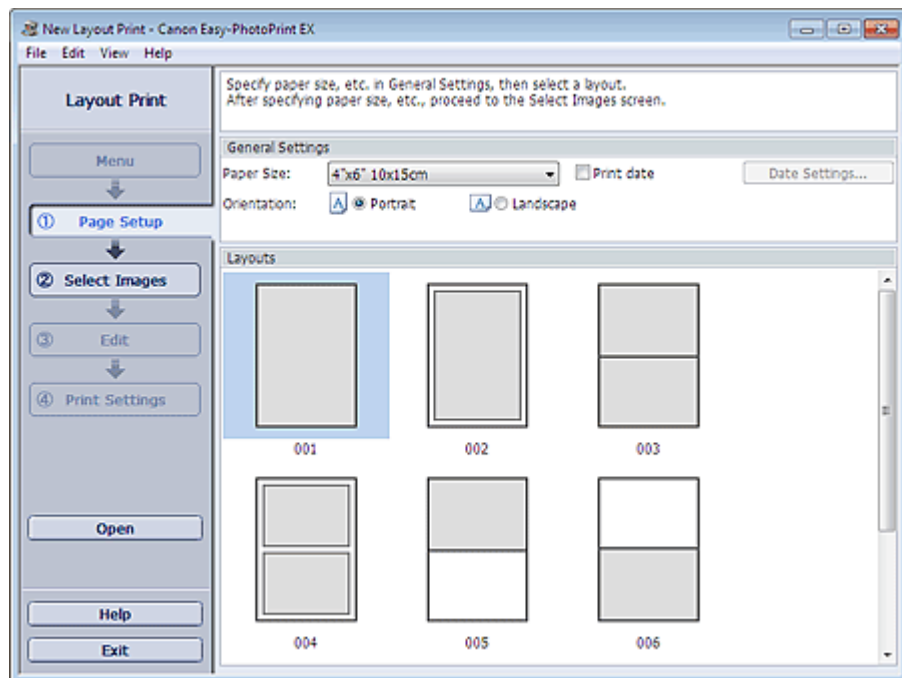 New Layout Print - Canon Easy-PhotoPrint EX
File Edit View Help
Layout Print
Specify paper size, etc. in General Settings, then select a layout.
After specifying paper size, etc., proceed to the Select Images screen.
Menu
① Page Setup
② Select Images
③ Edit
④ Print Settings
Open
Help
Exit
General Settings
Paper Size: 4"x6" 10x15cm Print date Date Settings...
Orientation: A Portrait A Landscape
Layouts
001 002 003
004 005 006